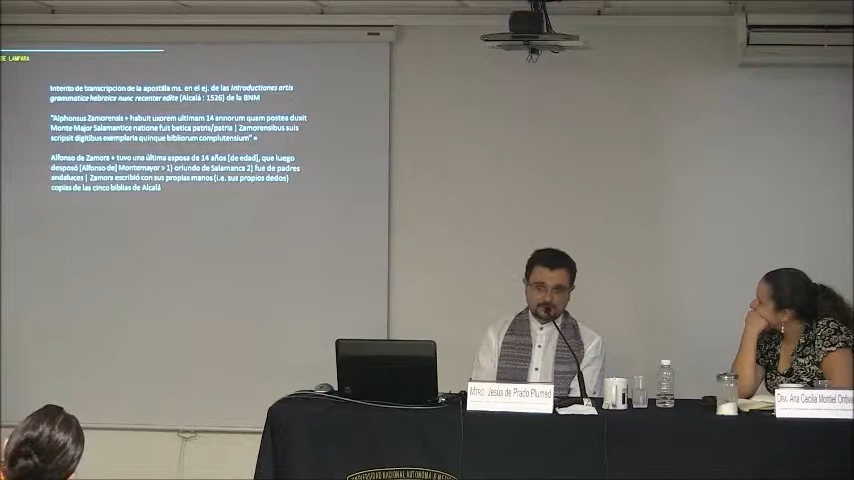 DE LAMPARA
Intento de transcripcion de la apostilla ms. en el ej. de las Introductiones artis
grammatice hebraice nunc recenter edite (Alcalá : 1526) de la BNM
"Alphonsus Zamorensis + habuit uxorem ultimam 14 annorum quam postea duxit
Monte Major Salamantice natione fuit betica patris/patria | Zamorensibus suis
scripsit digitibus exemplaria quinque bibliorum complutensium" =
Alfonso de Zamora + tuvo una última esposa de 14 años [de edad], que luego
desposó [Alfonso de] Montemayor > 1) oriundo de Salamanca 2) fue de padres
andaluces | Zamora escribió con sus propias manos (i.e. sus propios dedos)
copias de las cinco biblias de Alcalá
Mtro. Jesús de Prado Plumed
Dra. Ana Cecilia Montiel Ontive
UNIVERSIDAD NACIONAL AUTONOMA